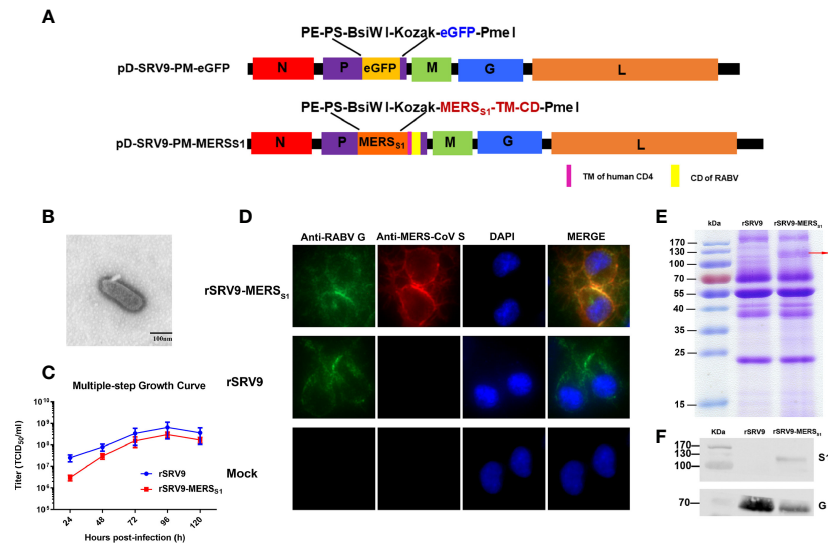 A
PE-PS-BsiW I-Kozak-eGFP-Pme I
pD-SRV9-PM-eGFP
N P eGFP M G L
PE-PS-BsiW I-Kozak-MERSS1-TM-CD-Pme I
pD-SRV9-PM-MERSS1
N P MERSS1 M G L
TM of human CD4 CD of RABV
B
100nm
C
Multiple-step Growth Curve
Titer (TCID50/ml)
10^10
10^9
10^8
10^7
10^6
10^5
rSRV9
rSRV9-MERSS1
24 48 72 96 120
Hours post-infection (h)
D
Anti-RABV G Anti-MERS-CoV S DAPI MERGE
rSRV9-MERSS1
rSRV9
Mock
E
kDa rSRV9 rSRV9-MERSS1
170
130
100
70
55
40
35
25
15
F
KDa rSRV9 rSRV9-MERSS1
170
130
100
S1
70
G